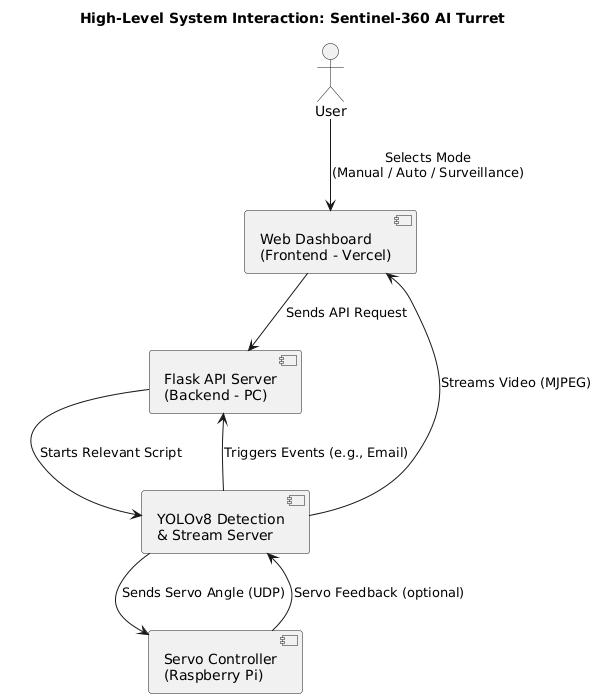 High-Level System Interaction: Sentinel-360 AI Turret
User
Selects Mode
(Manual / Auto / Surveillance)
Web Dashboard
(Frontend - Vercel)
Sends API Request
Flask API Server
(Backend - PC)
Streams Video (MJPEG)
Starts Relevant Script
Triggers Events (e.g., Email)
YOLOv8 Detection
& Stream Server
Sends Servo Angle (UDP)
Servo Feedback (optional)
Servo Controller
(Raspberry Pi)